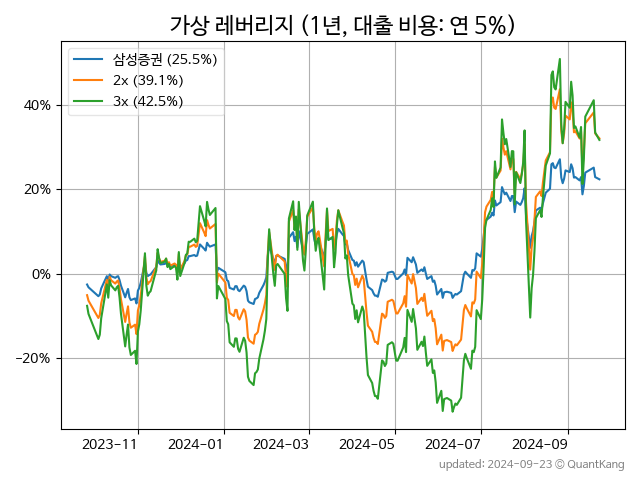 가상 레버리지 (1년, 대출 비용: 연 5%)
삼성증권 (25.5%)
2x (39.1%)
3x (42.5%)
40%
20%
0%
−20%
2023−11 2024−01 2024−03 2024−05 2024−07 2024−09
updated: 2024−09−23 © QuantKang